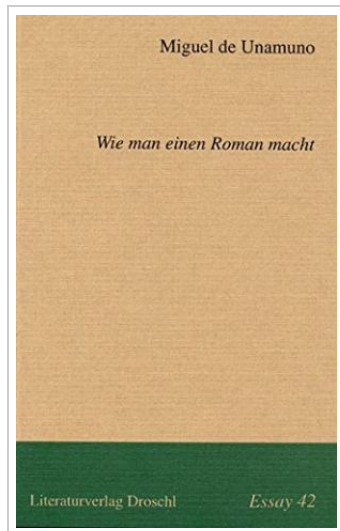 Miguel de Unamuno
Wie man einen Roman macht
Literaturverlag Droschl Essay 42